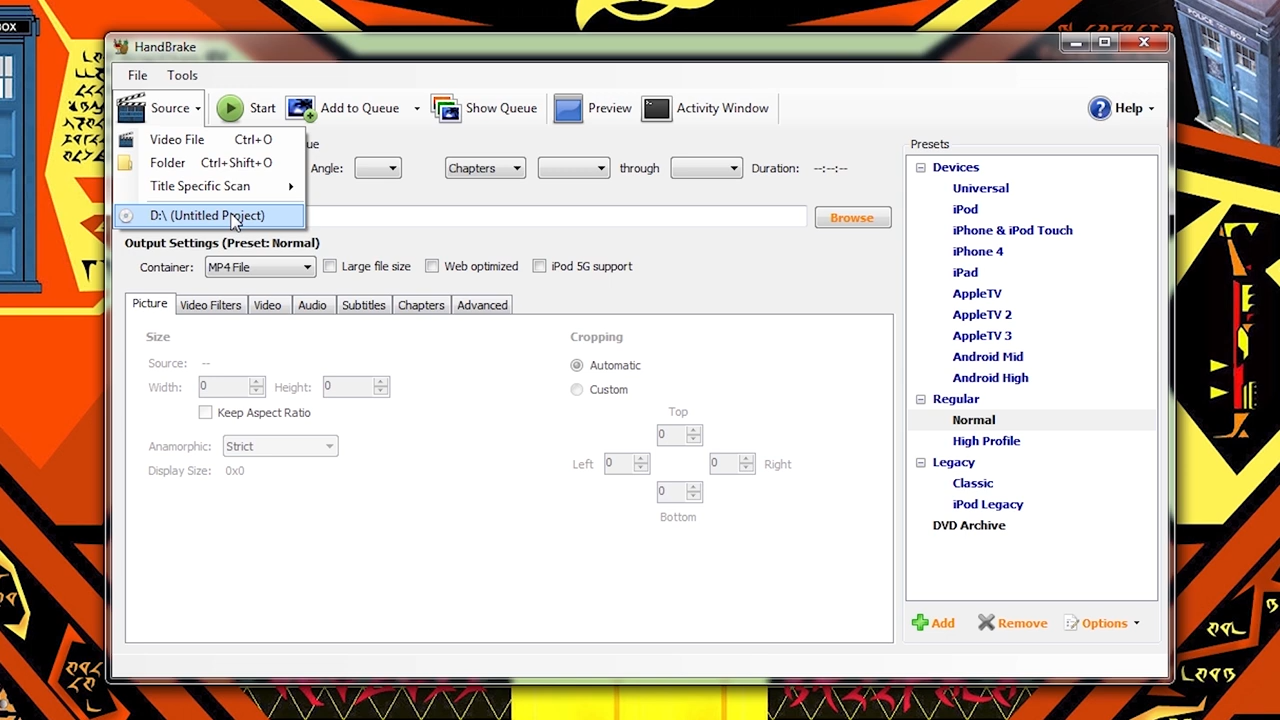 BOX
HandBrake
File Tools
Source Start Add to Queue Show Queue Preview Activity Window Help
Video File Ctrl+O
Folder Ctrl+Shift+O
Title Specific Scan
D:\ (Untitled Project)
Angle: Chapters through Duration: --:--:--
Browse
Output Settings (Preset: Normal)
Container: MP4 File Large file size Web optimized iPod 5G support
Picture Video Filters Video Audio Subtitles Chapters Advanced
Size
Source: --
Width: 0 Height: 0
Keep Aspect Ratio
Anamorphic: Strict
Display Size: 0x0
Cropping
Automatic
Custom
Top
0
Left 0 0 Right
0
Bottom
Presets
Devices
Universal
iPod
iPhone & iPod Touch
iPhone 4
iPad
AppleTV
AppleTV 2
AppleTV 3
Android Mid
Android High
Regular
Normal
High Profile
Legacy
Classic
iPod Legacy
DVD Archive
Add Remove Options